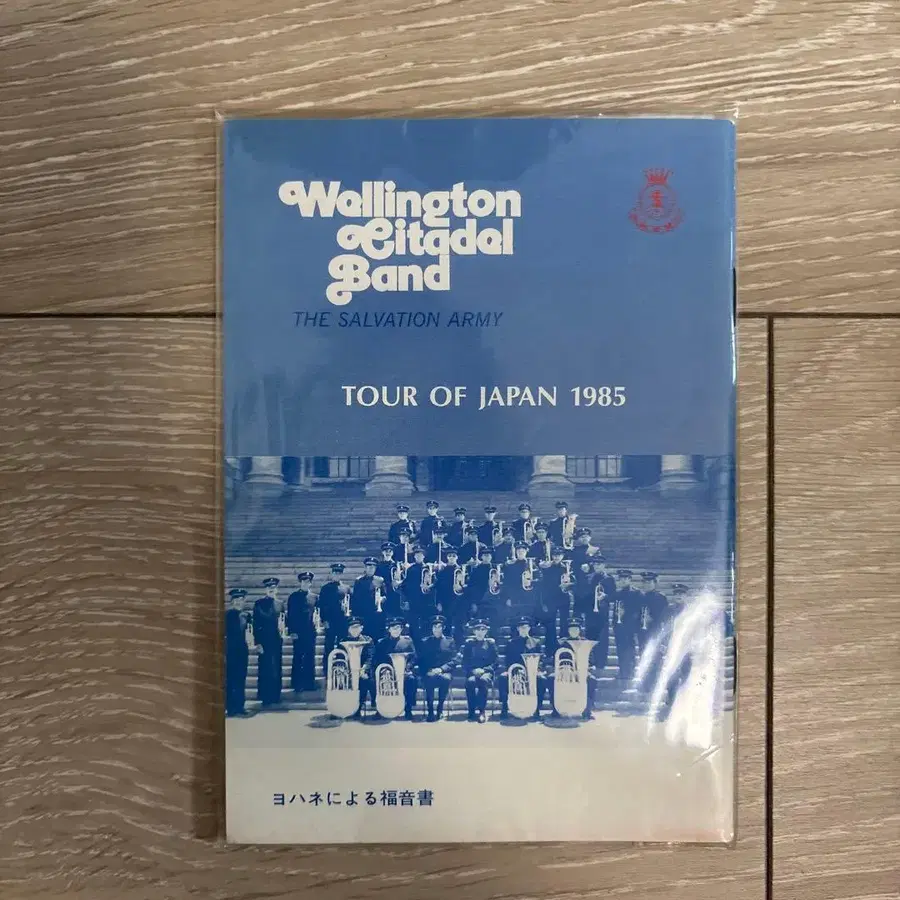 Wellington
Citadel
Band
THE SALVATION ARMY
TOUR OF JAPAN 1985
ヨハネによる福音書